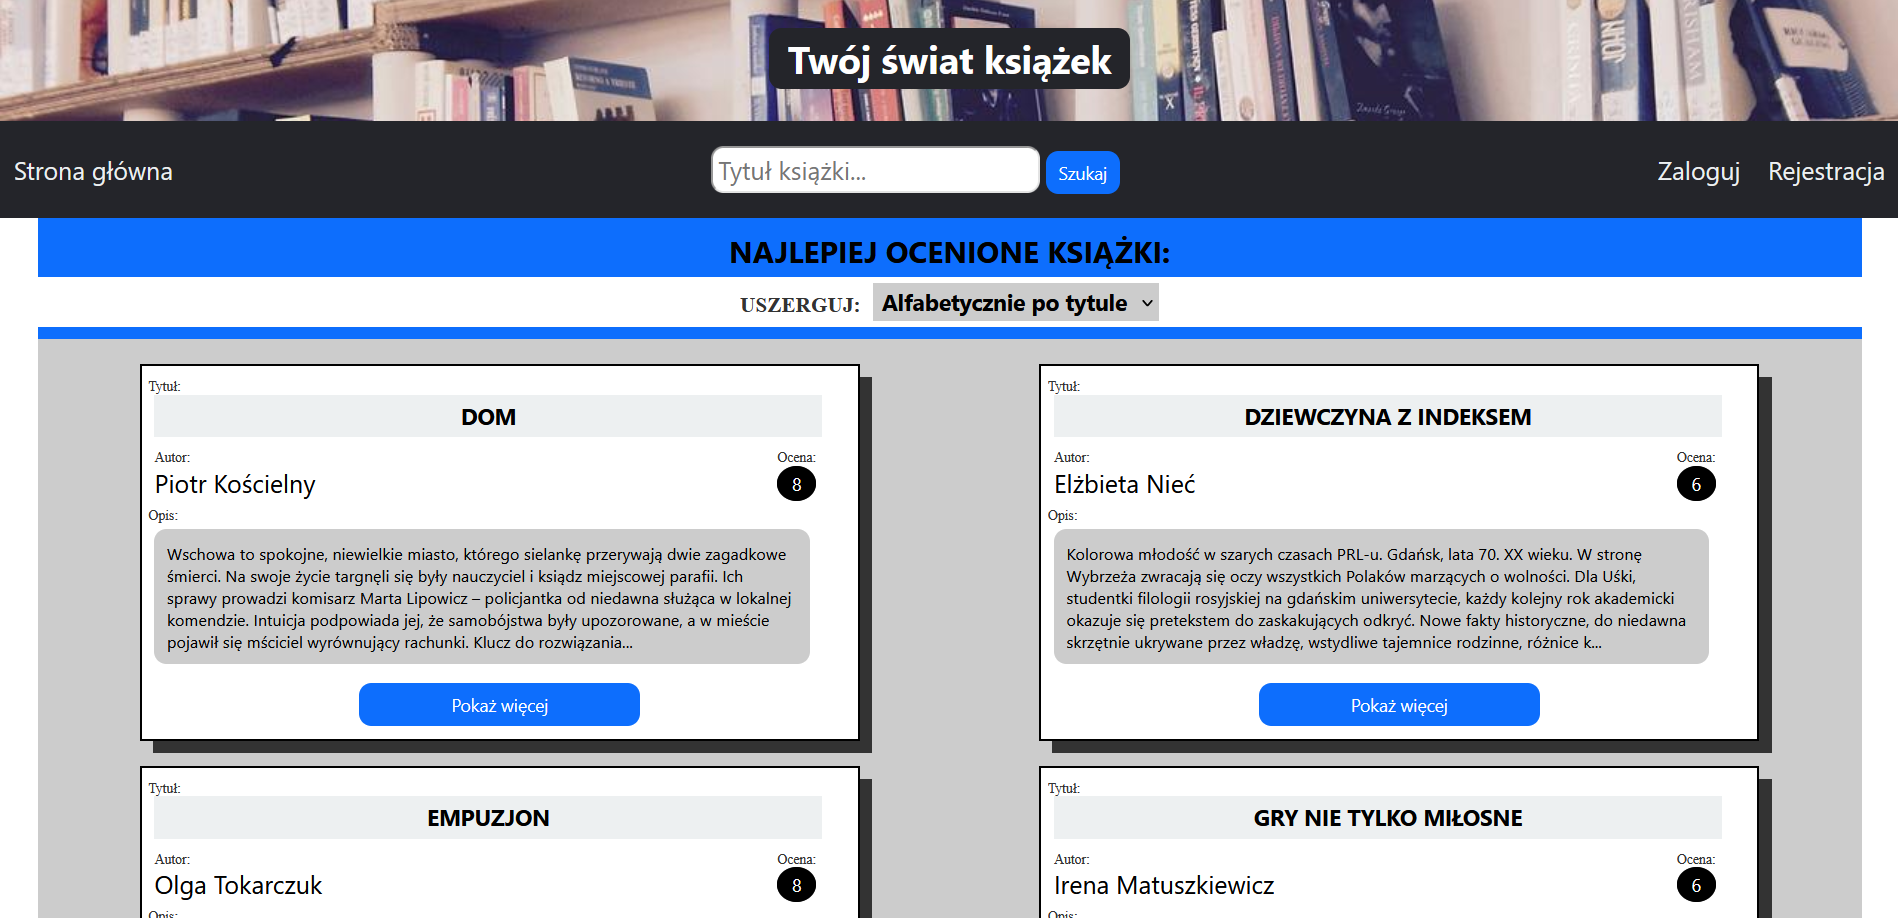 Twój świat książek
Strona główna
Tytuł książki...
Szukaj
Zaloguj
Rejestracja
NAJLEPIEJ OCENIONE KSIĄŻKI:
USZERGUJ:
Alfabetycznie po tytule
Tytuł:
DOM
Autor:
Ocena:
Piotr Kościelny
8
Opis:
Wschowa to spokojne, niewielkie miasto, którego sielankę przerywają dwie zagadkowe
śmierci. Na swoje życie targnęli się były nauczyciel i ksiądz miejscowej parafii. Ich
sprawy prowadzi komisarz Marta Lipowicz – policjantka od niedawna służąca w lokalnej
komendzie. Intuicja podpowiada jej, że samobójstwa były upozorowane, a w mieście
pojawił się mściciel wyrównujący rachunki. Klucz do rozwiązania...
Pokaż więcej
Tytuł:
DZIEWCZYNA Z INDEKSEM
Autor:
Ocena:
Elżbieta Nieć
6
Opis:
Kolorowa młodość w szarych czasach PRL-u. Gdańsk, lata 70. XX wieku. W stronę
Wybrzeża zwracają się oczy wszystkich Polaków marzących o wolności. Dla Uśki,
studentki filologii rosyjskiej na gdańskim uniwersytecie, każdy kolejny rok akademicki
okazuje się pretekstem do zaskakujących odkryć. Nowe fakty historyczne, do niedawna
skrzętnie ukrywane przez władzę, wstydliwe tajemnice rodzinne, różnice k...
Pokaż więcej
Tytuł:
EMPUZJON
Autor:
Ocena:
Olga Tokarczuk
8
Opis:
Tytuł:
GRY NIE TYLKO MIŁOSNE
Autor:
Ocena:
Irena Matuszkiewicz
6
Opis: